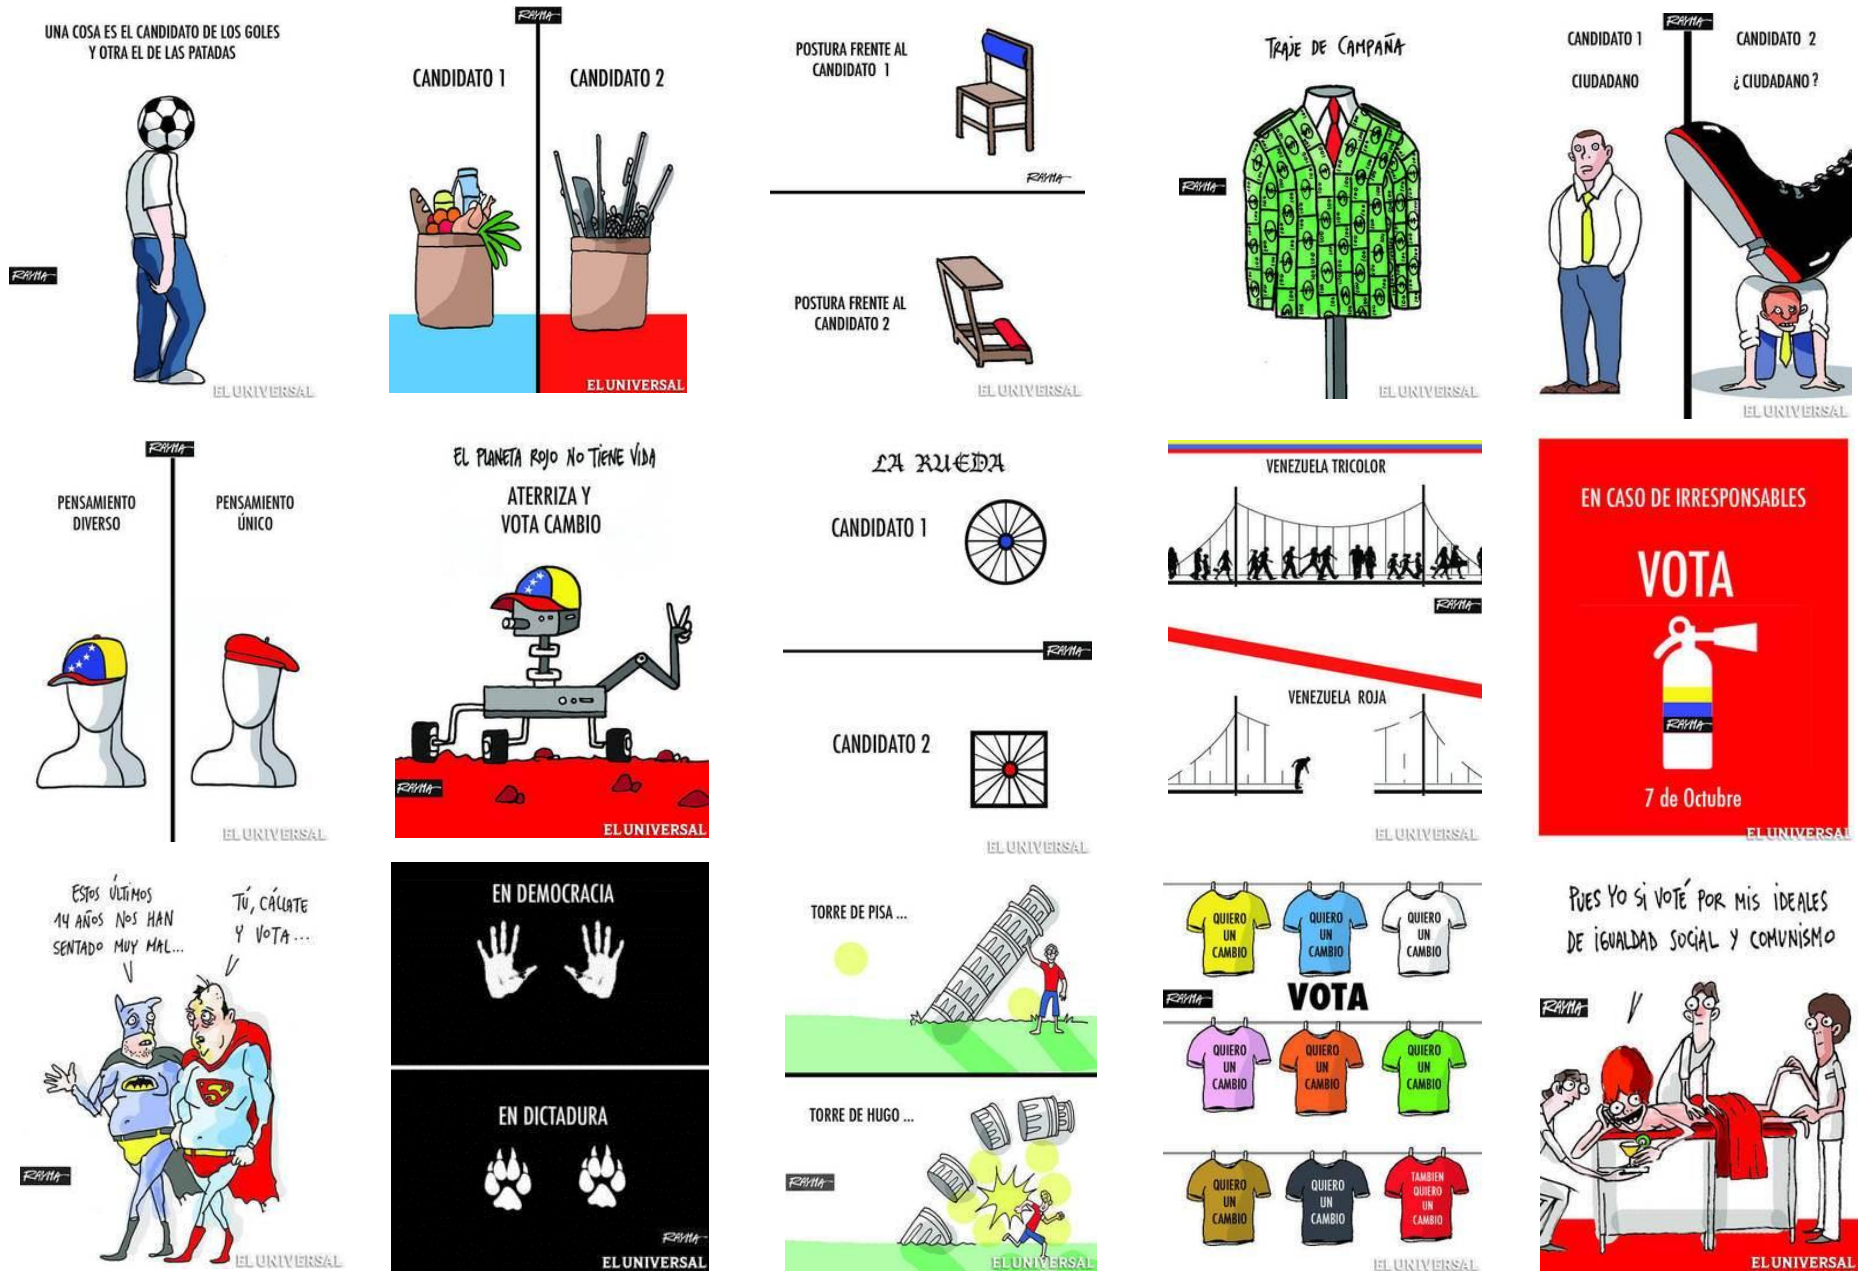 UNA COSA ES EL CANDIDATO DE LOS GOLES
Y OTRA EL DE LAS PATADAS
RAYMA
EL UNIVERSAL
RAYMA
CANDIDATO 1
CANDIDATO 2
EL UNIVERSAL
POSTURA FRENTE AL
CANDIDATO 1
RAYMA
POSTURA FRENTE AL
CANDIDATO 2
EL UNIVERSAL
TRAJE DE CAMPAÑA
RAYMA
EL UNIVERSAL
RAYMA
CANDIDATO 1
CIUDADANO
CANDIDATO 2
¿CIUDADANO?
EL UNIVERSAL
RAYMA
PENSAMIENTO
DIVERSO
PENSAMIENTO
ÚNICO
EL UNIVERSAL
EL PLANETA ROJO NO TIENE VIDA
ATERRIZA Y
VOTA CAMBIO
RAYMA
EL UNIVERSAL
LA RUEDA
CANDIDATO 1
RAYMA
CANDIDATO 2
EL UNIVERSAL
VENEZUELA TRICOLOR
RAYMA
VENEZUELA ROJA
EL UNIVERSAL
EN CASO DE IRRESPONSABLES
VOTA
RAYMA
7 de Octubre
EL UNIVERSAL
ESTOS ÚLTIMOS
14 AÑOS NOS HAN
SENTADO MUY MAL...
TÚ, CÁLLATE
Y VOTA...
RAYMA
EL UNIVERSAL
EN DEMOCRACIA
EN DICTADURA
RAYMA
EL UNIVERSAL
TORRE DE PISA ...
TORRE DE HUGO ...
RAYMA
EL UNIVERSAL
QUIERO
UN
CAMBIO
QUIERO
UN
CAMBIO
QUIERO
UN
CAMBIO
RAYMA
VOTA
QUIERO
UN
CAMBIO
QUIERO
UN
CAMBIO
QUIERO
UN
CAMBIO
QUIERO
UN
CAMBIO
QUIERO
UN
CAMBIO
TAMBIEN
QUIERO
UN
CAMBIO
EL UNIVERSAL
PUES YO SI VOTÉ POR MIS IDEALES
DE IGUALDAD SOCIAL Y COMUNISMO
RAYMA
EL UNIVERSAL